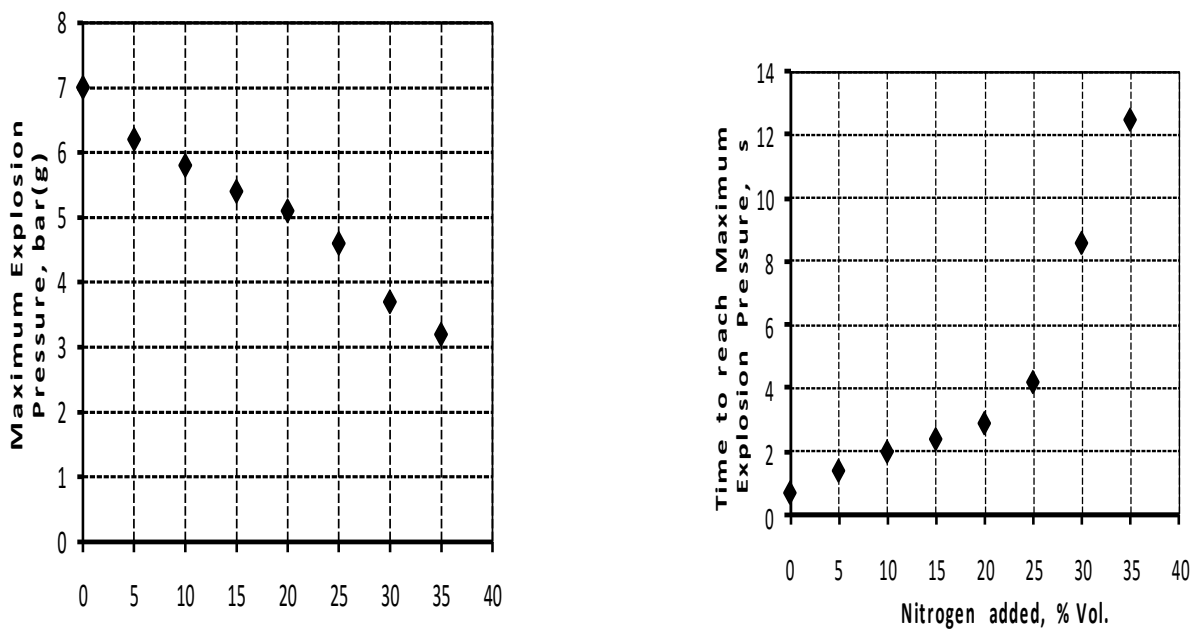 Maximum Explosion
Pressure, bar(g)
8
7
6
5
4
3
2
1
0
0 5 10 15 20 25 30 35 40
Time to reach Maximum
Explosion Pressure, s
14
12
10
8
6
4
2
0
0 5 10 15 20 25 30 35 40
Nitrogen added, % Vol.